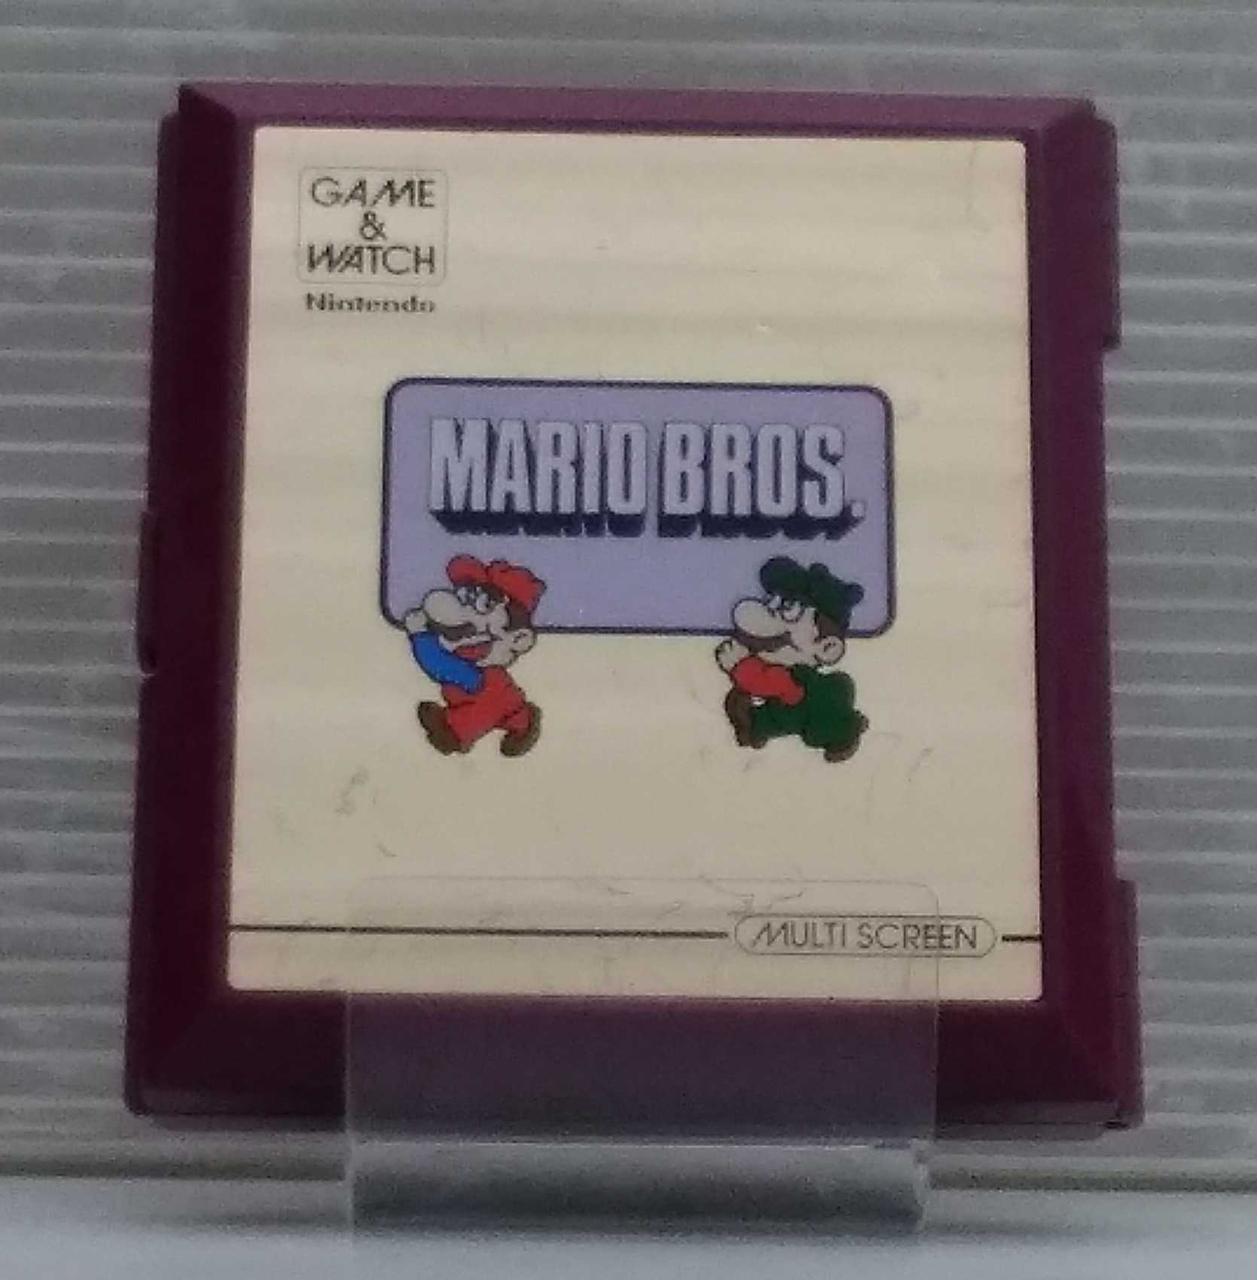 GAME
&
WATCH
Nintendo
MARIO BROS.
MULTI SCREEN